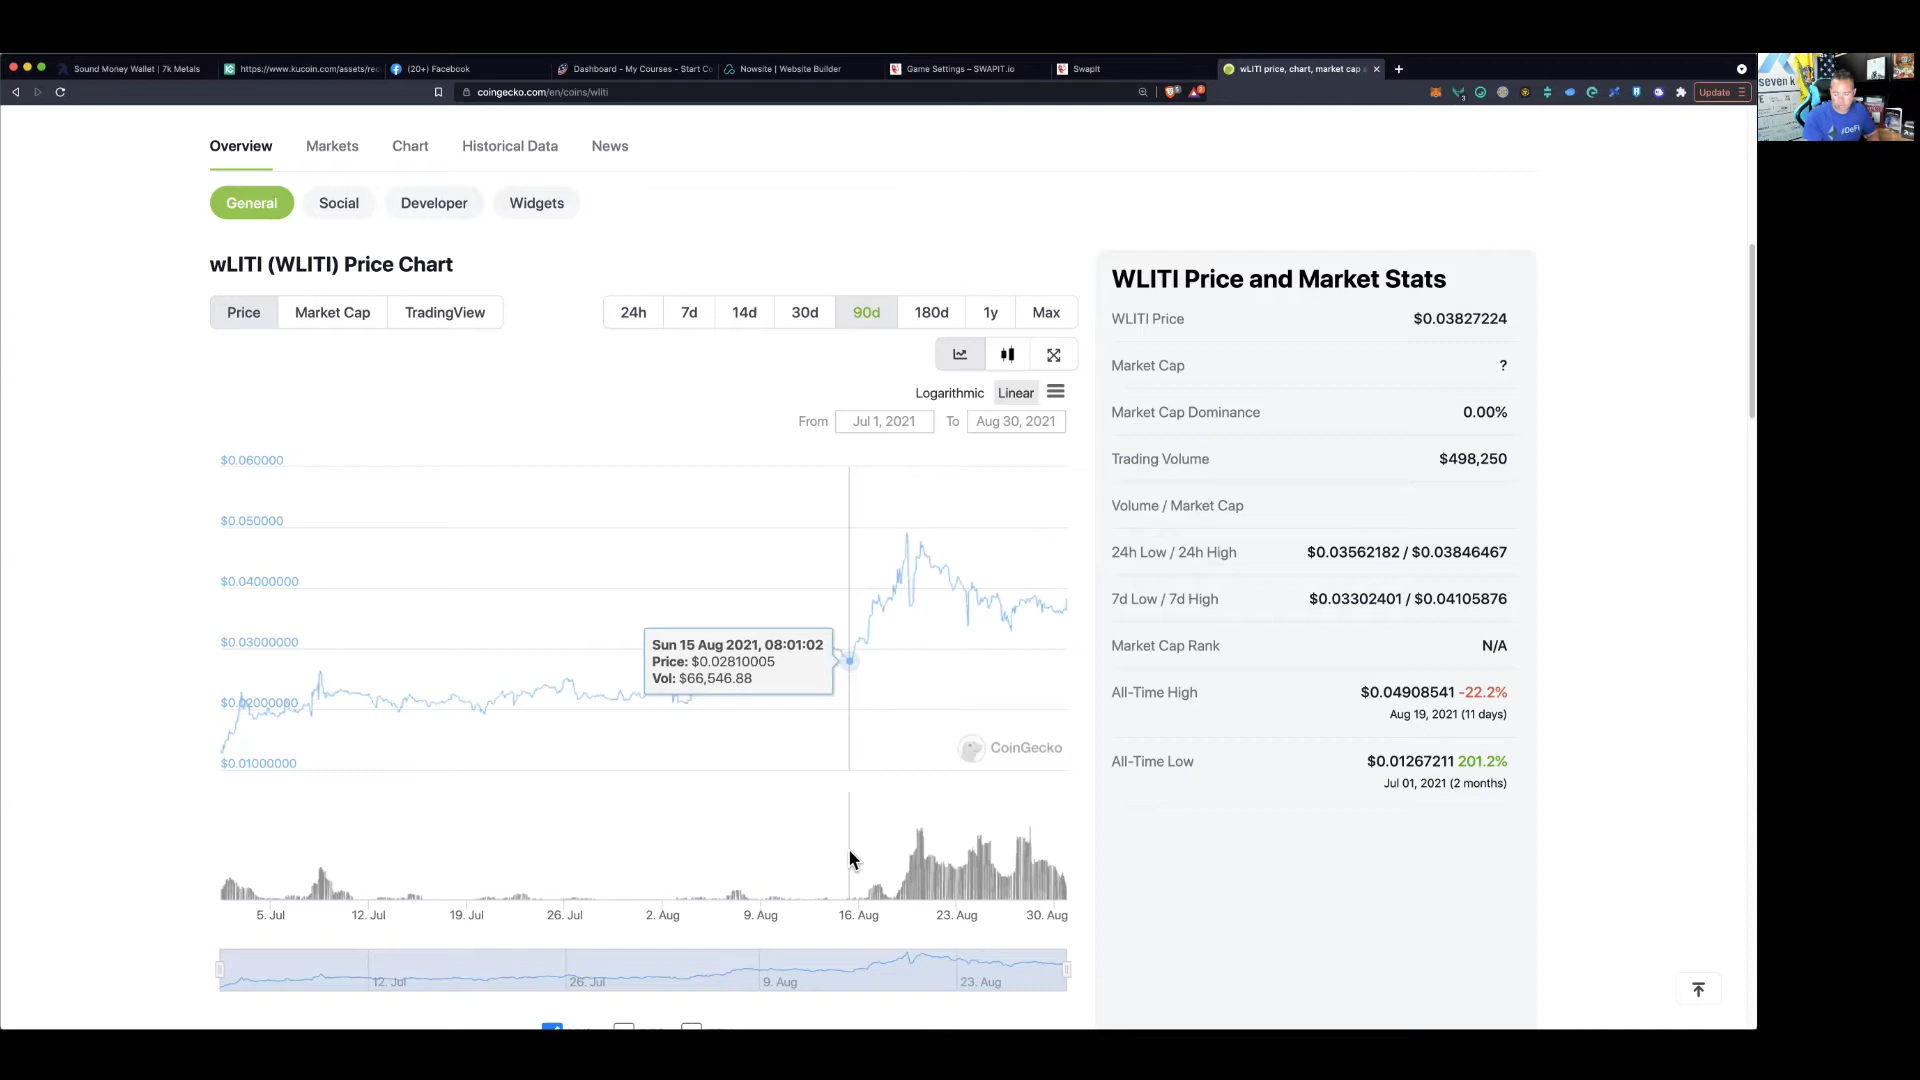 Sound Money Wallet | 7k Metals
https://www.kucoin.com/assets/rec
(20+) Facebook
Dashboard - My Courses - Start Co
Nowsite | Website Builder
Game Settings – SWAPIT.io
SwapIt
wLITI price, chart, market cap
coingecko.com/en/coins/wliti
Update
seven k
#DeFi
Overview
Markets
Chart
Historical Data
News
General
Social
Developer
Widgets
wLITI (WLITI) Price Chart
Price
Market Cap
TradingView
24h
7d
14d
30d
90d
180d
1y
Max
Logarithmic
Linear
From
Jul 1, 2021
To
Aug 30, 2021
$0.060000
$0.050000
$0.04000000
$0.03000000
$0.02000000
$0.01000000
Sun 15 Aug 2021, 08:01:02
Price: $0.02810005
Vol: $66,546.88
CoinGecko
5. Jul
12. Jul
19. Jul
26. Jul
2. Aug
9. Aug
16. Aug
23. Aug
30. Aug
12. Jul
26. Jul
9. Aug
23. Aug
WLITI Price and Market Stats
WLITI Price $0.03827224
Market Cap ?
Market Cap Dominance 0.00%
Trading Volume $498,250
Volume / Market Cap
24h Low / 24h High $0.03562182 / $0.03846467
7d Low / 7d High $0.03302401 / $0.04105876
Market Cap Rank N/A
All-Time High $0.04908541 -22.2%
Aug 19, 2021 (11 days)
All-Time Low $0.01267211 201.2%
Jul 01, 2021 (2 months)